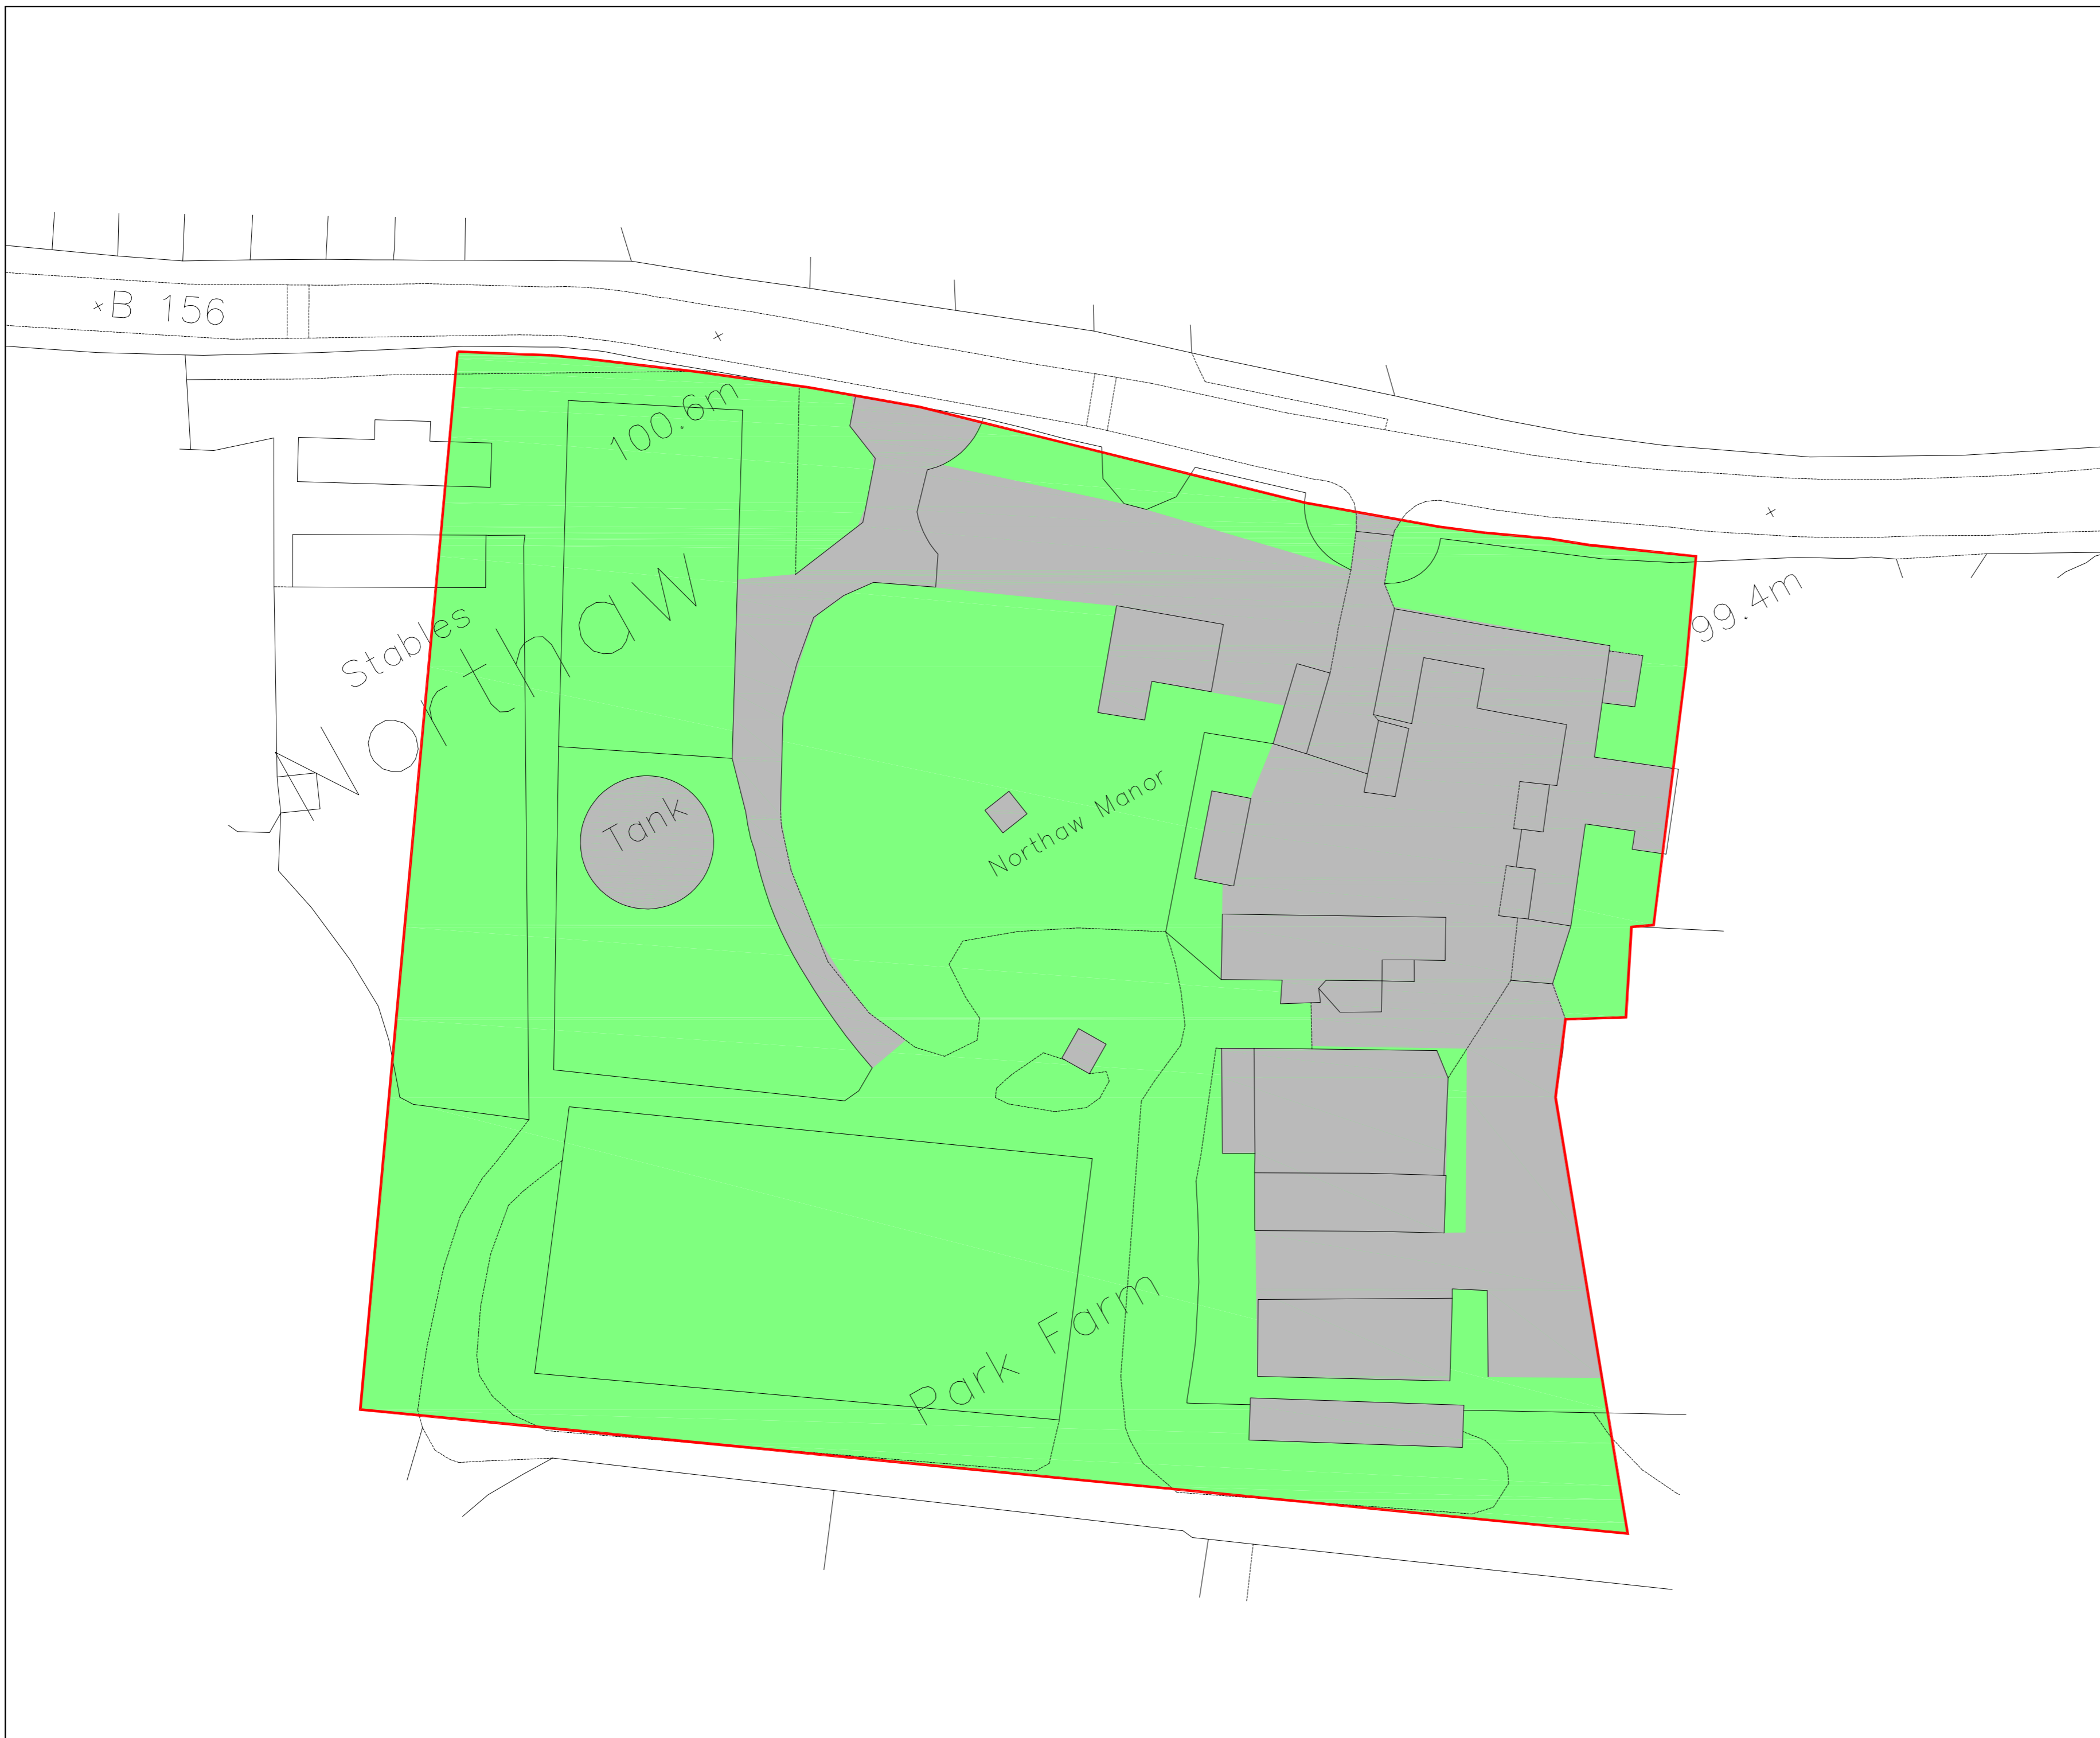 B 156
100.6m
99.4m
Stables
Northaw
Tank
Northaw Manor
Park Farm